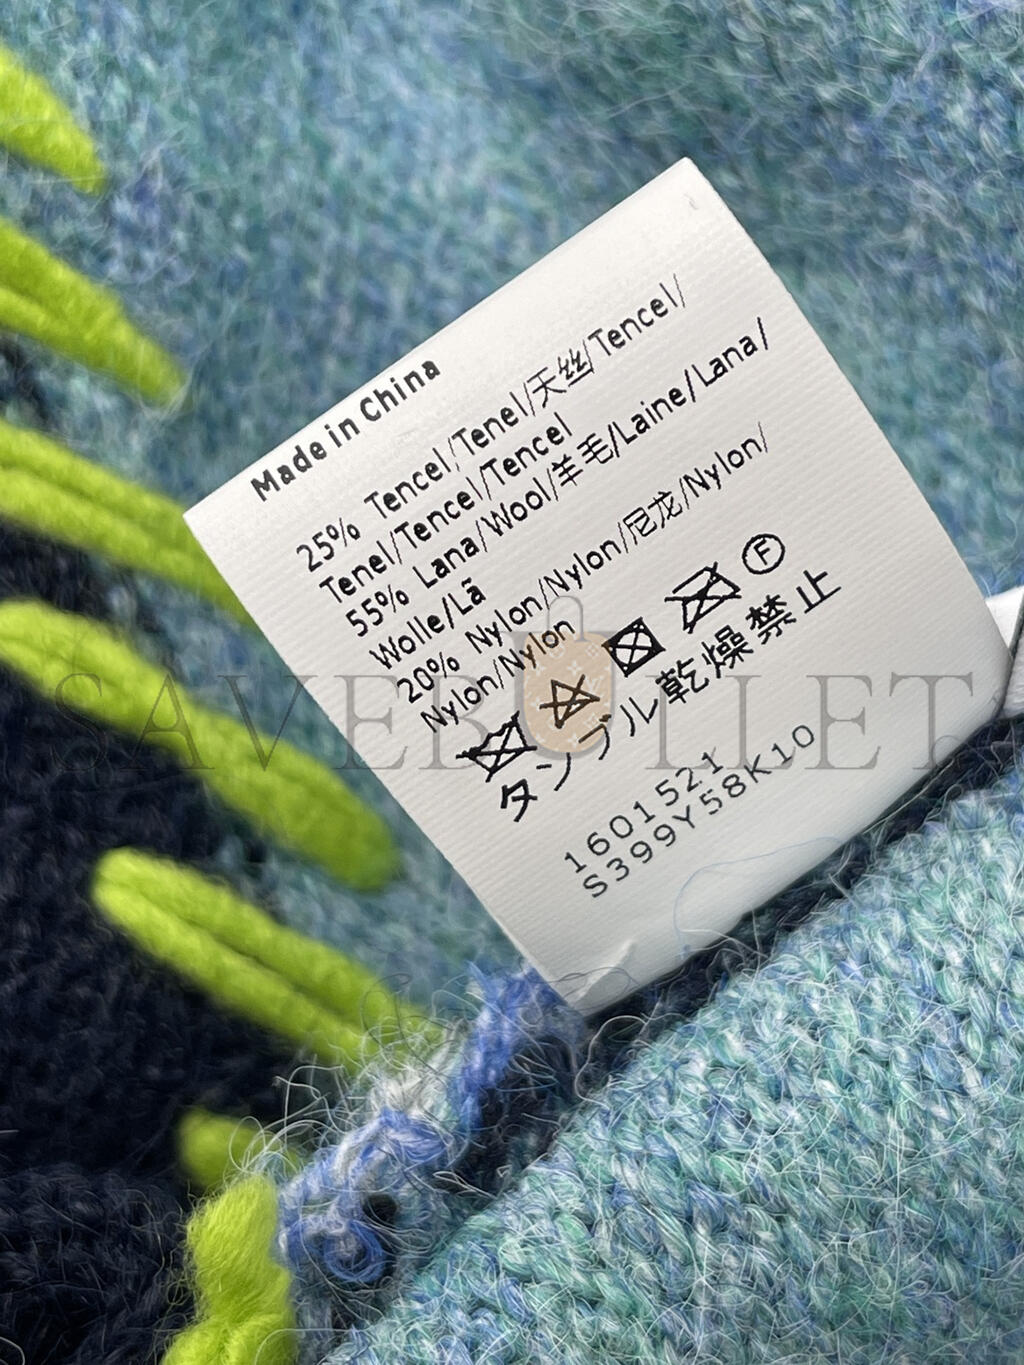 Made in China
25% Tencel/Tenel/天丝/Tencel/
Tenel/Tencel/Tencel
55% Lana/Wool/羊毛/Laine/Lana/
Wolle/Lã
20% Nylon/Nylon/尼龙/Nylon/
Nylon/Nylon
F
タンブル乾燥禁止
1601521
S399Y58K10
SAVEBULLET